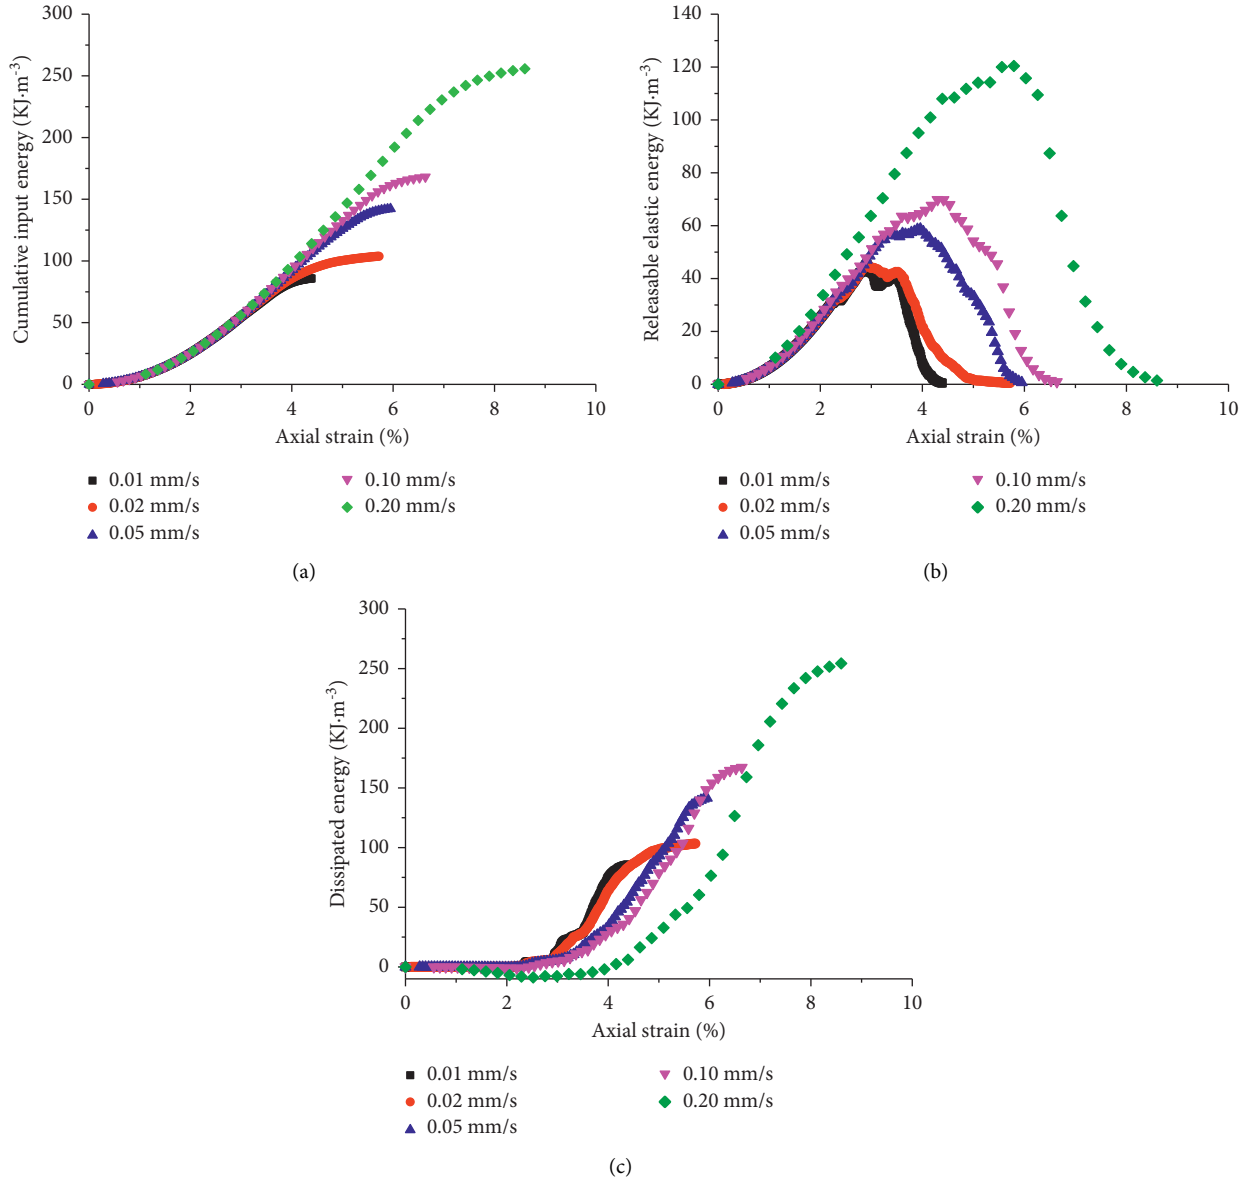 300
250
200
150
100
50
0
Cumulative input energy (KJ·m⁻³)
0 2 4 6 8 10
Axial strain (%)
0.01 mm/s
0.02 mm/s
0.05 mm/s
0.10 mm/s
0.20 mm/s
(a)
140
120
100
80
60
40
20
0
Releasable elastic energy (KJ·m⁻³)
0 2 4 6 8 10
Axial strain (%)
0.01 mm/s
0.02 mm/s
0.05 mm/s
0.10 mm/s
0.20 mm/s
(b)
300
250
200
150
100
50
0
Dissipated energy (KJ·m⁻³)
0 2 4 6 8 10
Axial strain (%)
0.01 mm/s
0.02 mm/s
0.05 mm/s
0.10 mm/s
0.20 mm/s
(c)